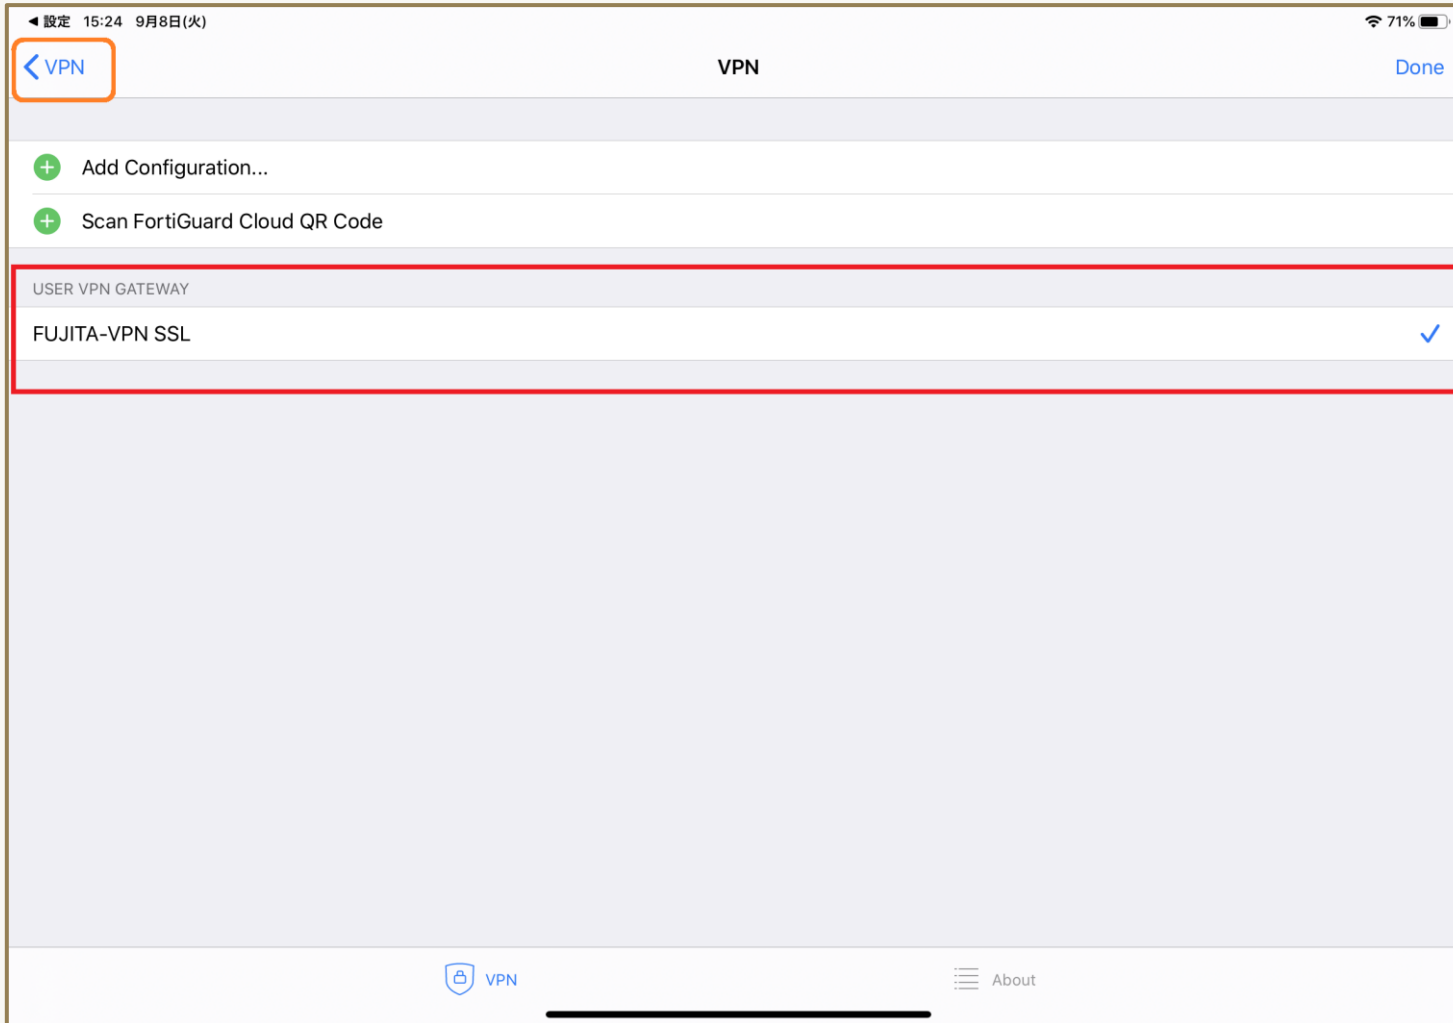 ◀設定 15:24 9月8日(火) 71%
VPN VPN Done
Add Configuration...
Scan FortiGuard Cloud QR Code
USER VPN GATEWAY
FUJITA-VPN SSL
VPN About